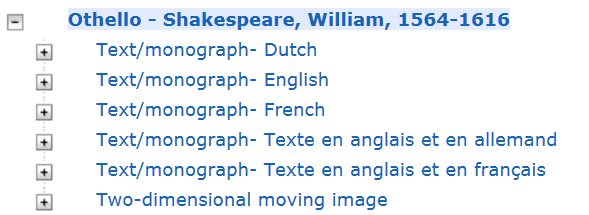 Othello - Shakespeare, William, 1564-1616
Text/monograph- Dutch
Text/monograph- English
Text/monograph- French
Text/monograph- Texte en anglais et en allemand
Text/monograph- Texte en anglais et en français
Two-dimensional moving image